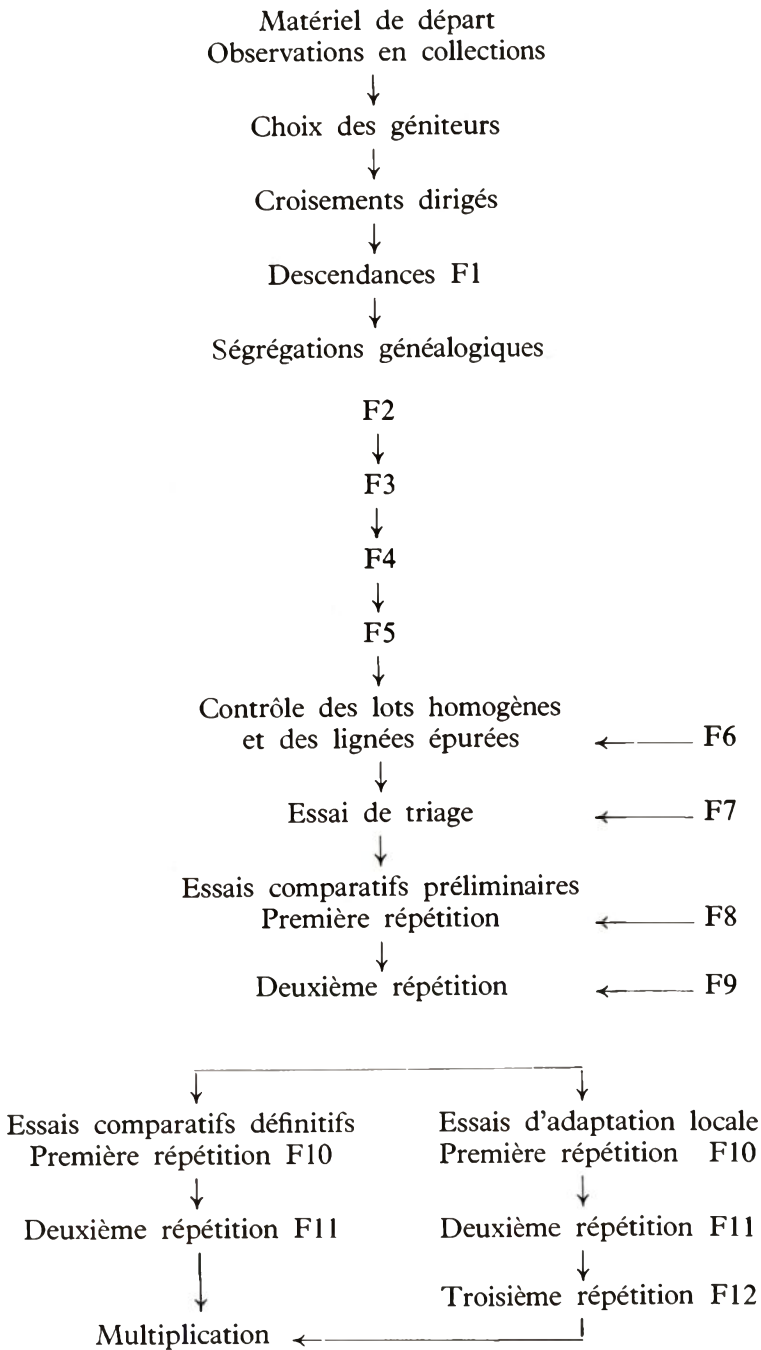 Matériel de départ
Observations en collections
Choix des géniteurs
Croisements dirigés
Descendances F1
Ségrégations généalogiques
F2
F3
F4
F5
Contrôle des lots homogènes
et des lignées épurées
F6
Essai de triage
F7
Essais comparatifs préliminaires
Première répétition
F8
Deuxième répétition
F9
Essais comparatifs définitifs
Première répétition F10
Deuxième répétition F11
Essais d'adaptation locale
Première répétition F10
Deuxième répétition F11
Troisième répétition F12
Multiplication